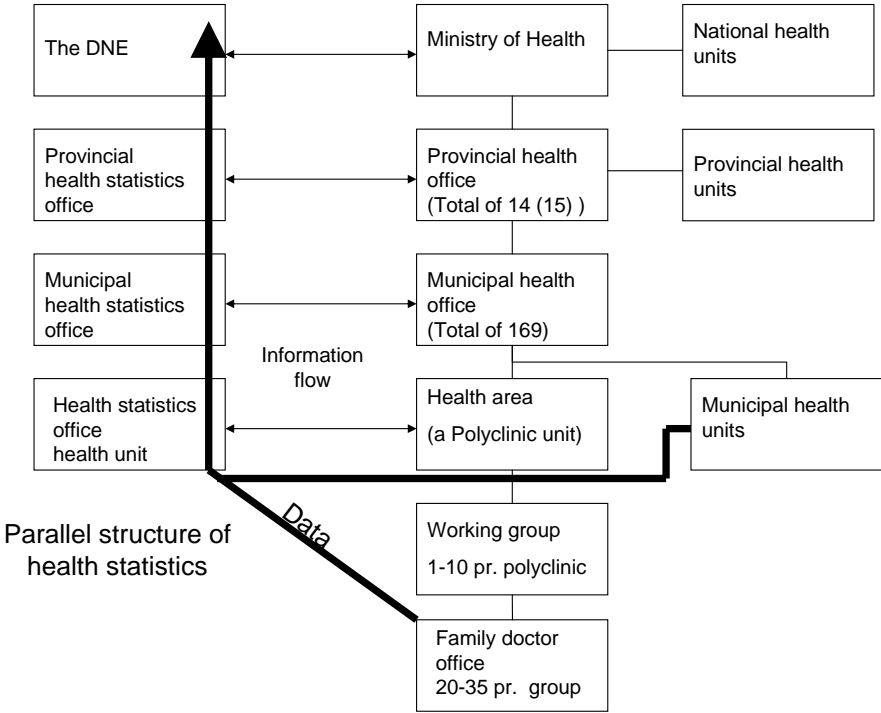 The DNE
Ministry of Health
National health
units
Provincial
health statistics
office
Provincial health
office
(Total of 14 (15) )
Provincial health
units
Municipal
health statistics
office
Municipal health
office
(Total of 169)
Information
flow
Health statistics
office
health unit
Health area
(a Polyclinic unit)
Municipal health
units
Parallel structure of
health statistics
Data
Working group
1-10 pr. polyclinic
Family doctor
office
20-35 pr. group